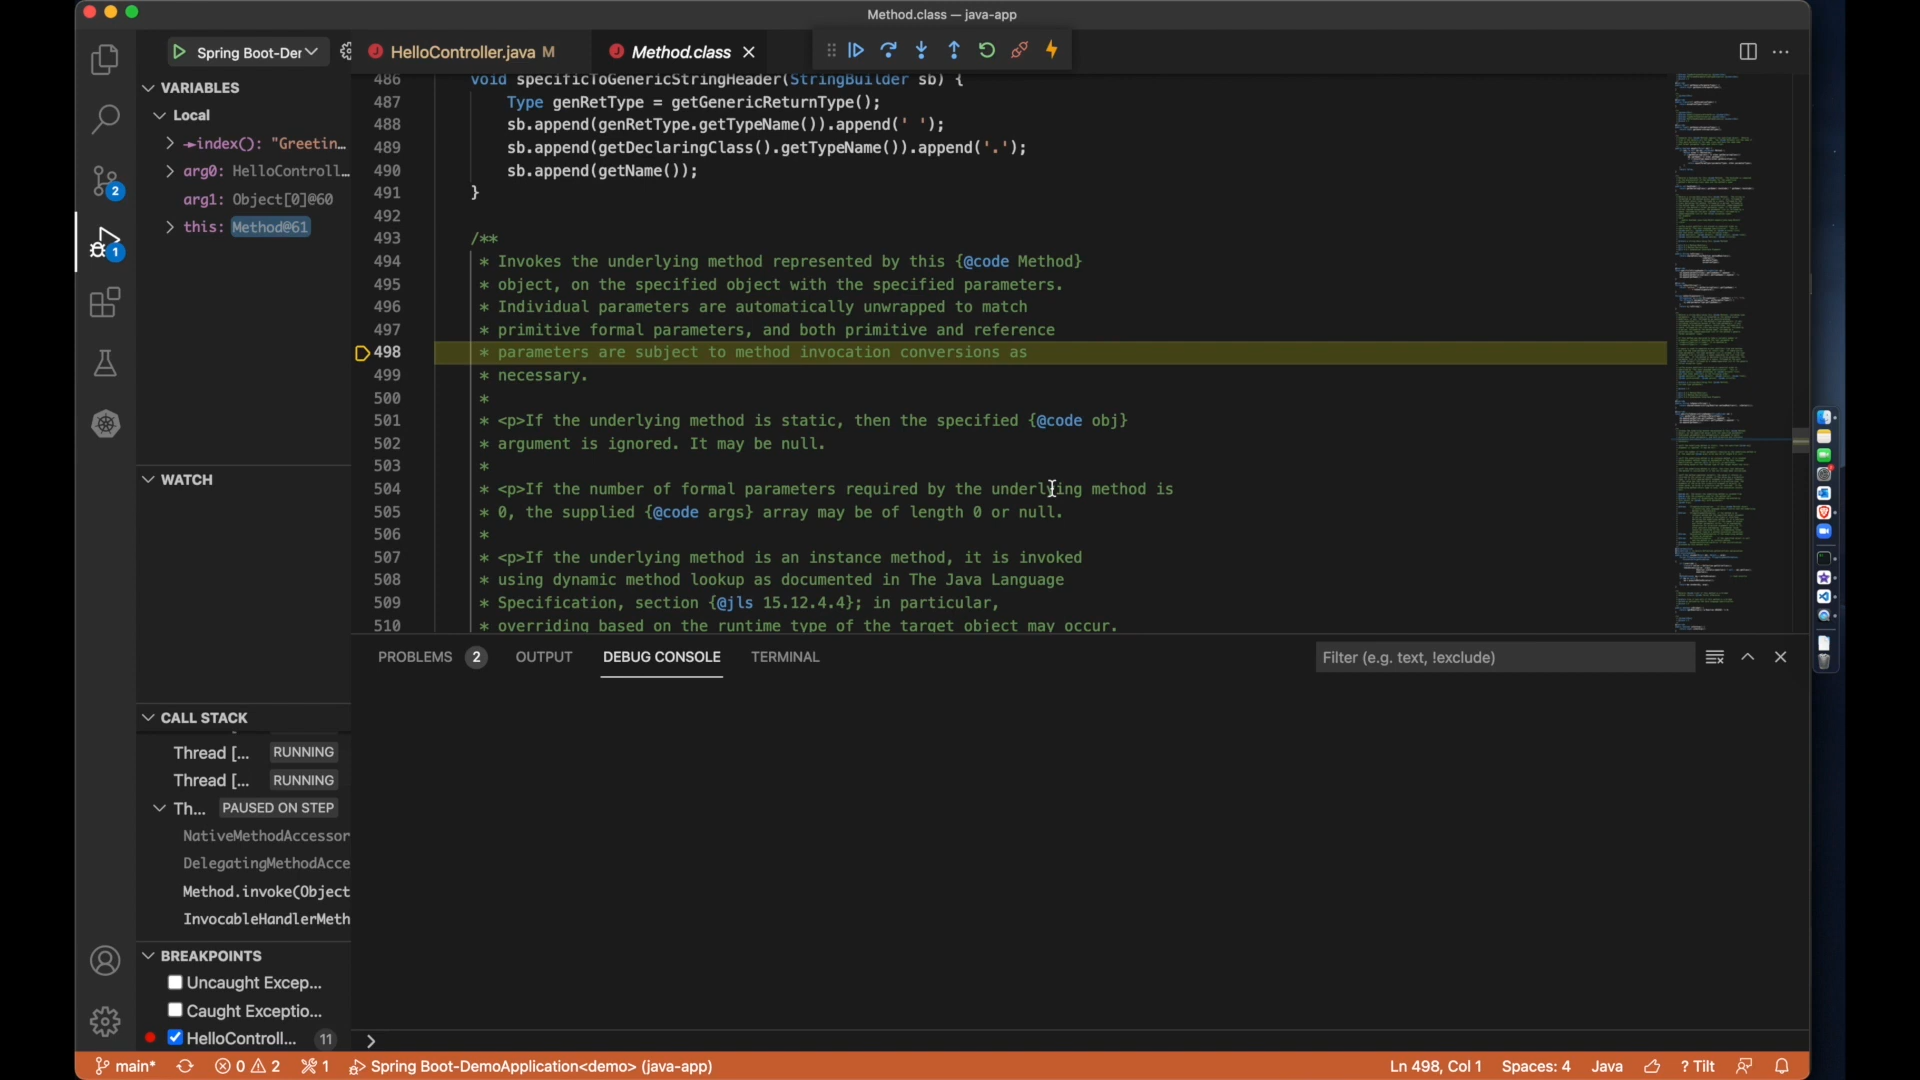 Method.class — java-app
Spring Boot-Der
HelloController.java M
Method.class
VARIABLES
Local
index(): "Greetin...
arg0: HelloControll...
arg1: Object[0]@60
this: Method@61
WATCH
CALL STACK
Thread [... RUNNING
Thread [... RUNNING
Th... PAUSED ON STEP
NativeMethodAccessor
DelegatingMethodAcce
Method.invoke(Object
InvocableHandlerMeth
BREAKPOINTS
Uncaught Excep...
Caught Exceptio...
HelloControll... 11
2
1
486 void specificToGenericStringHeader(StringBuilder sb) {
487 Type genRetType = getGenericReturnType();
488 sb.append(genRetType.getTypeName()).append(' ');
489 sb.append(getDeclaringClass().getTypeName()).append('.');
490 sb.append(getName());
491 }
492
493 /**
494 * Invokes the underlying method represented by this {@code Method}
495 * object, on the specified object with the specified parameters.
496 * Individual parameters are automatically unwrapped to match
497 * primitive formal parameters, and both primitive and reference
498 * parameters are subject to method invocation conversions as
499 * necessary.
500 *
501 * <p>If the underlying method is static, then the specified {@code obj}
502 * argument is ignored. It may be null.
503 *
504 * <p>If the number of formal parameters required by the underlying method is
505 * 0, the supplied {@code args} array may be of length 0 or null.
506 *
507 * <p>If the underlying method is an instance method, it is invoked
508 * using dynamic method lookup as documented in The Java Language
509 * Specification, section {@jls 15.12.4.4}; in particular,
510 * overriding based on the runtime type of the target object may occur.
PROBLEMS 2 OUTPUT DEBUG CONSOLE TERMINAL
Filter (e.g. text, !exclude)
main* 0 2 1 Spring Boot-DemoApplication<demo> (java-app)
Ln 498, Col 1 Spaces: 4 Java ? Tilt